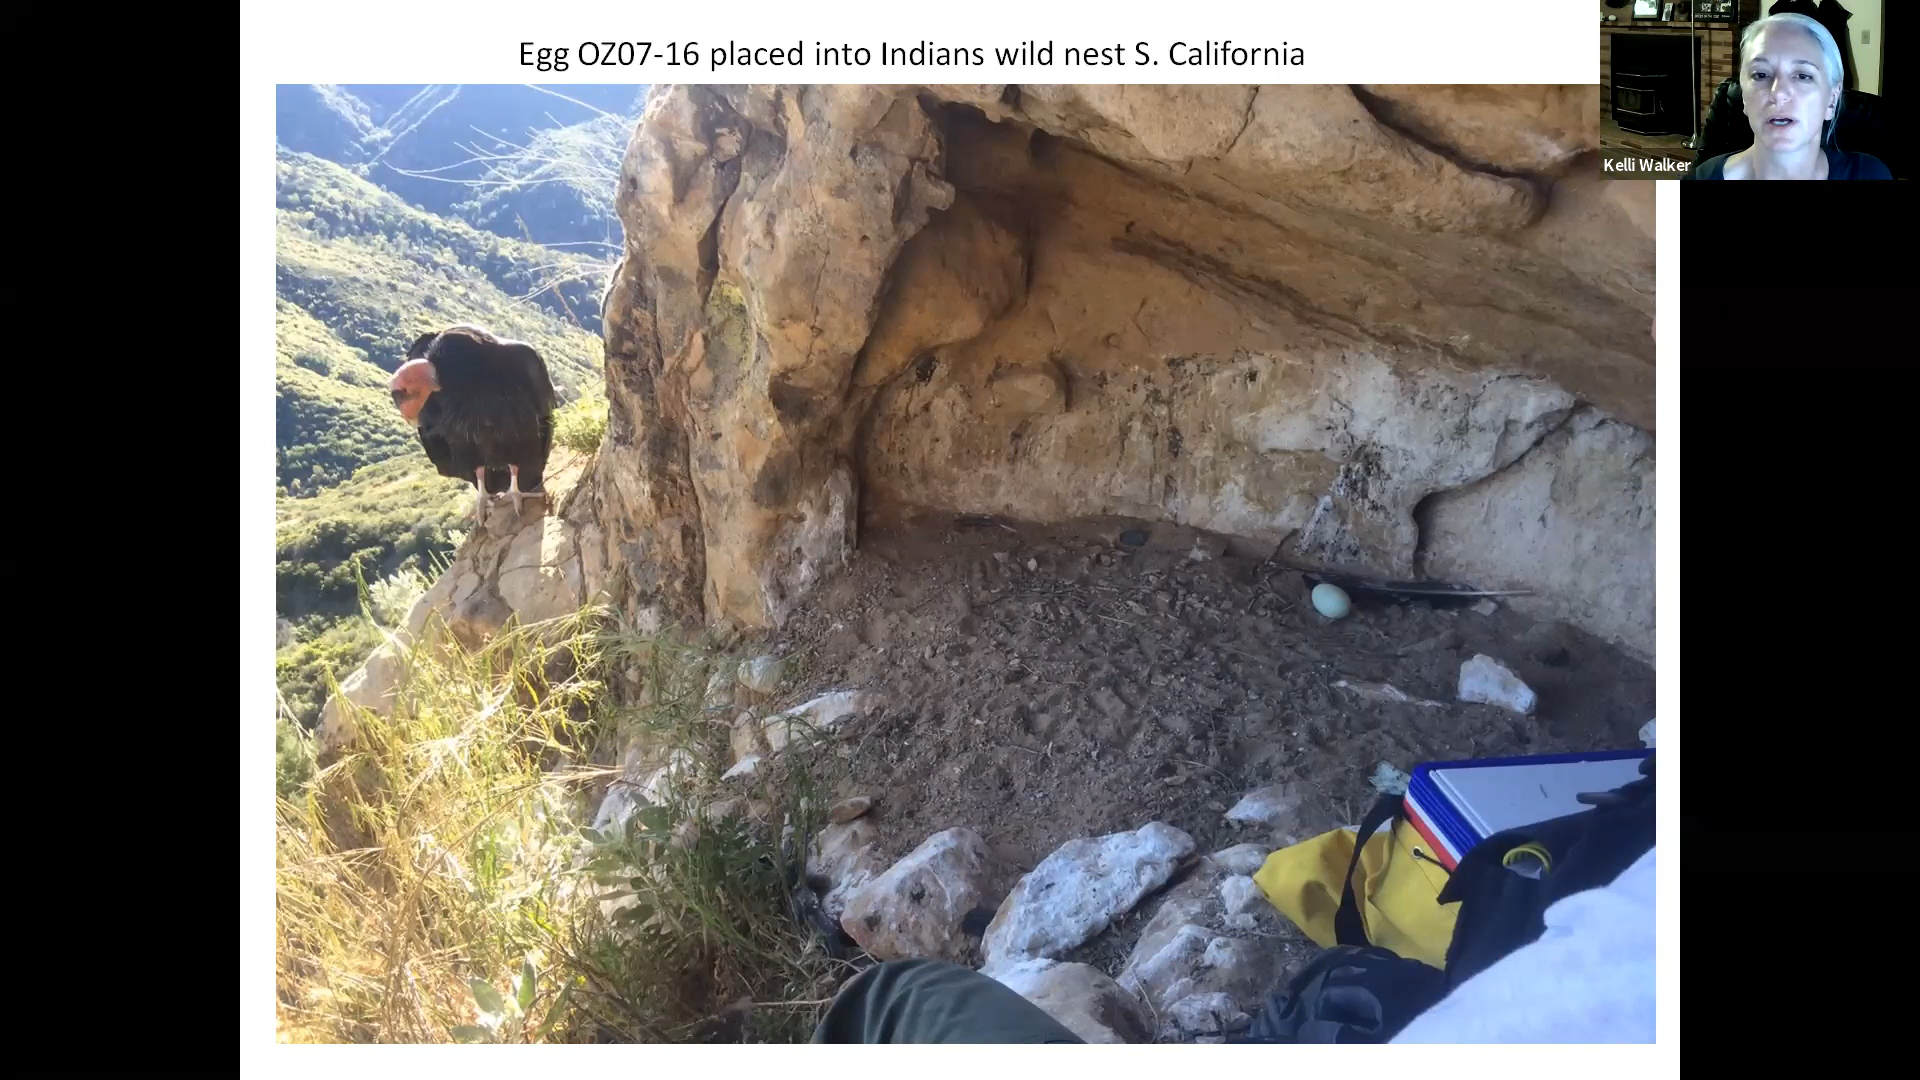 Egg OZ07-16 placed into Indians wild nest S. California
Kelli Walker